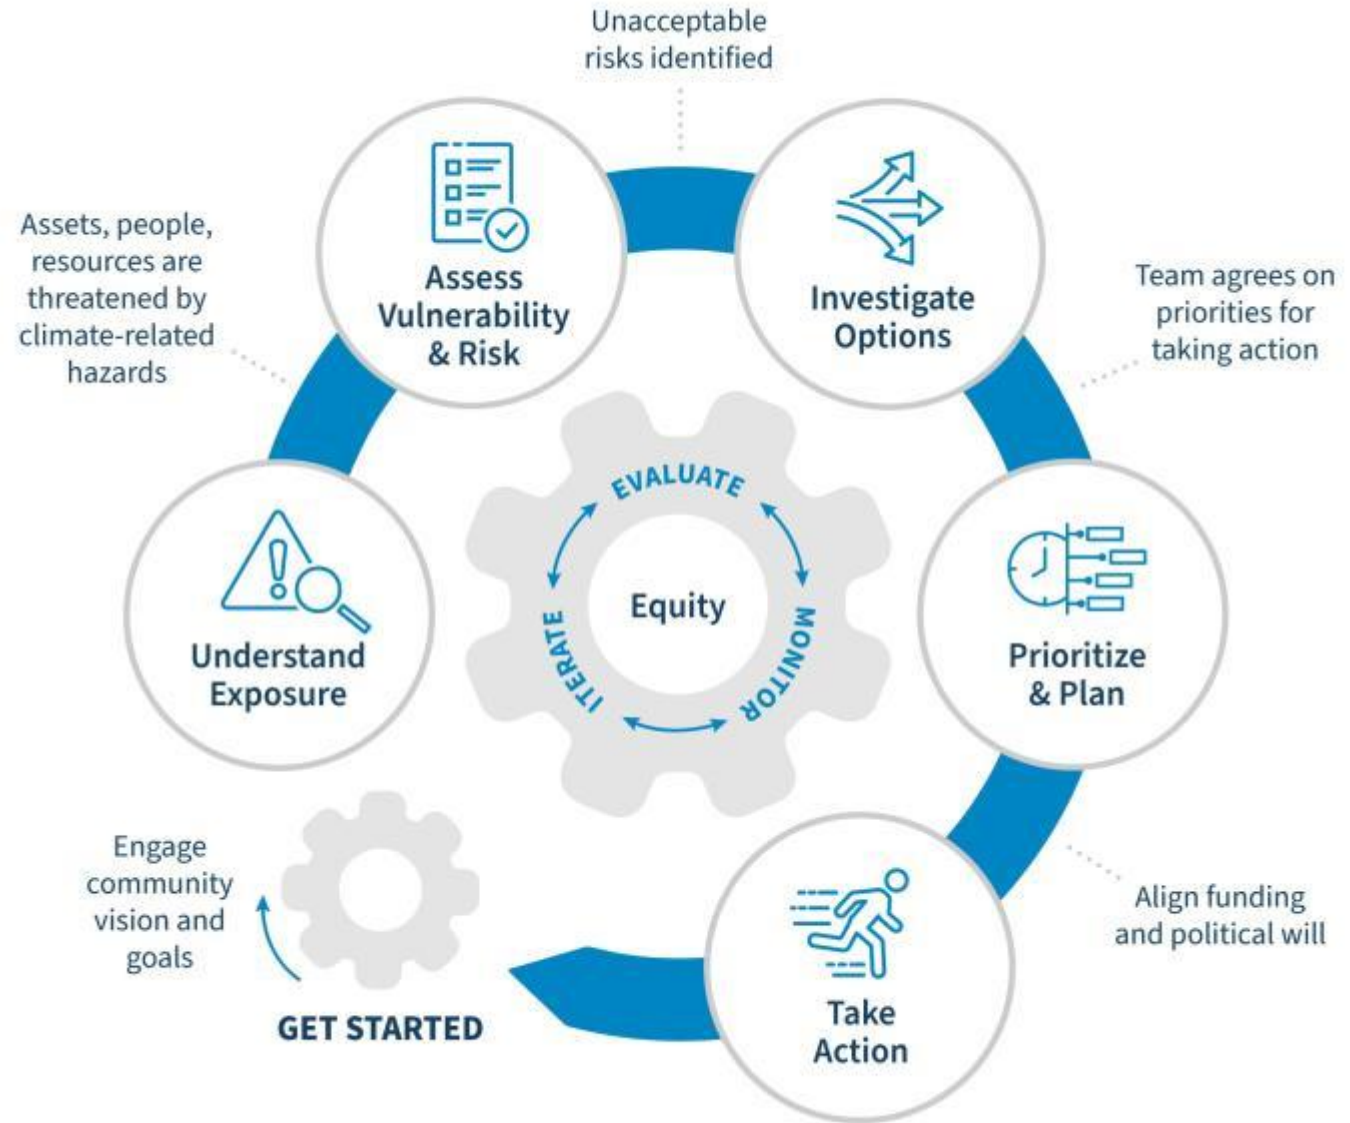 Unacceptable
risks identified
Assess
Vulnerability
& Risk
Investigate
Options
Assets, people,
resources are
threatened by
climate-related
hazards
Team agrees on
priorities for
taking action
EVALUATE
MONITOR
ITERATE
Equity
Understand
Exposure
Prioritize
& Plan
Engage
community
vision and
goals
GET STARTED
Align funding
and political will
Take
Action